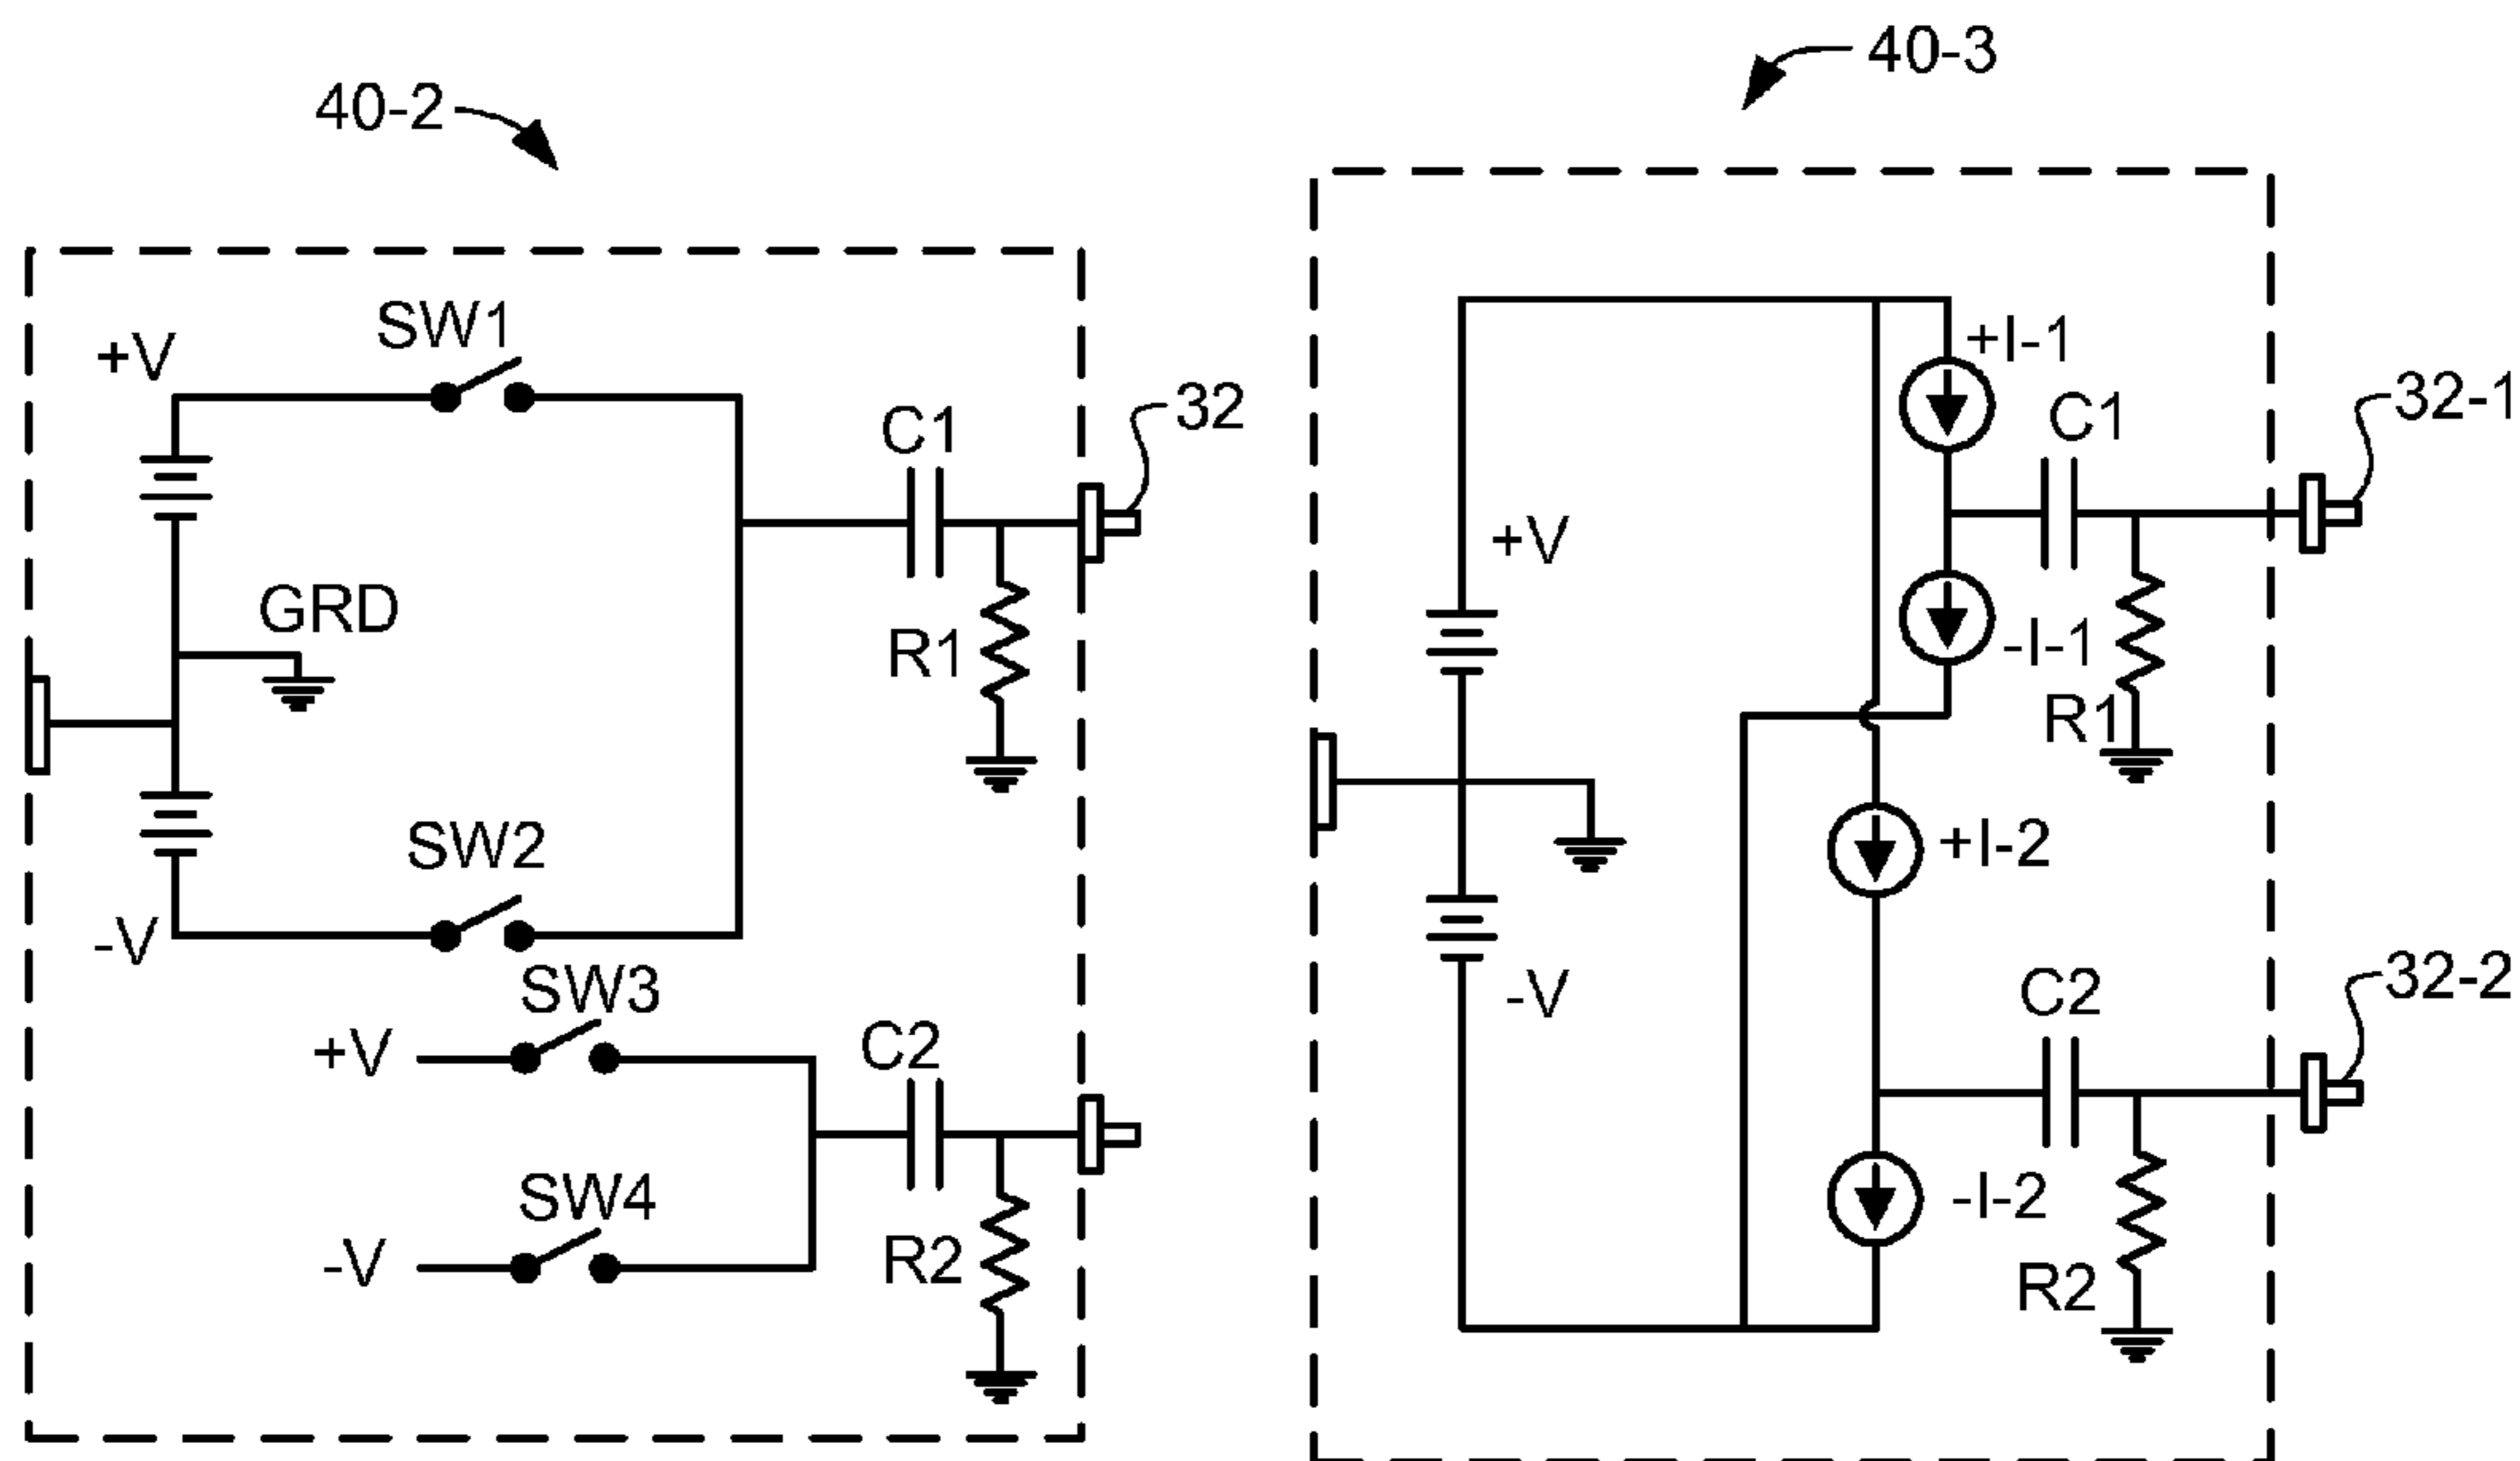 40-2
+V
SW1
C1
32
GRD
R1
SW2
-V
SW3
+V
C2
SW4
-V
R2
40-3
+I-1
C1
32-1
+V
-I-1
R1
+I-2
-V
C2
32-2
-I-2
R2